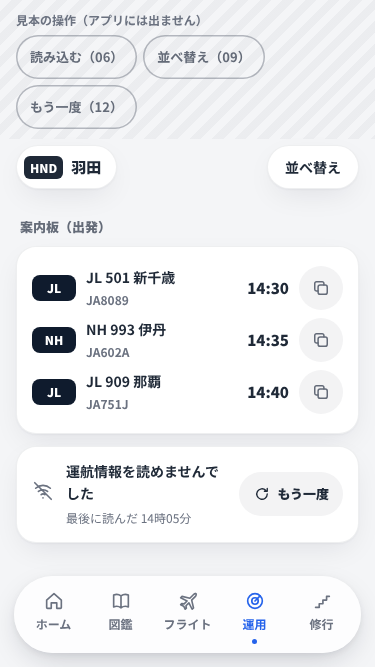 見本の操作（アプリには出ません）
読み込む（06）
並べ替え（09）
もう一度（12）
HND 羽田
並べ替え
案内板（出発）
JL JL 501 新千歳 14:30
JA8089
NH NH 993 伊丹 14:35
JA602A
JL JL 909 那覇 14:40
JA751J
運航情報を読めませんで
した
最後に読んだ 14時05分
もう一度
ホーム 図鑑 フライト 運用 修行